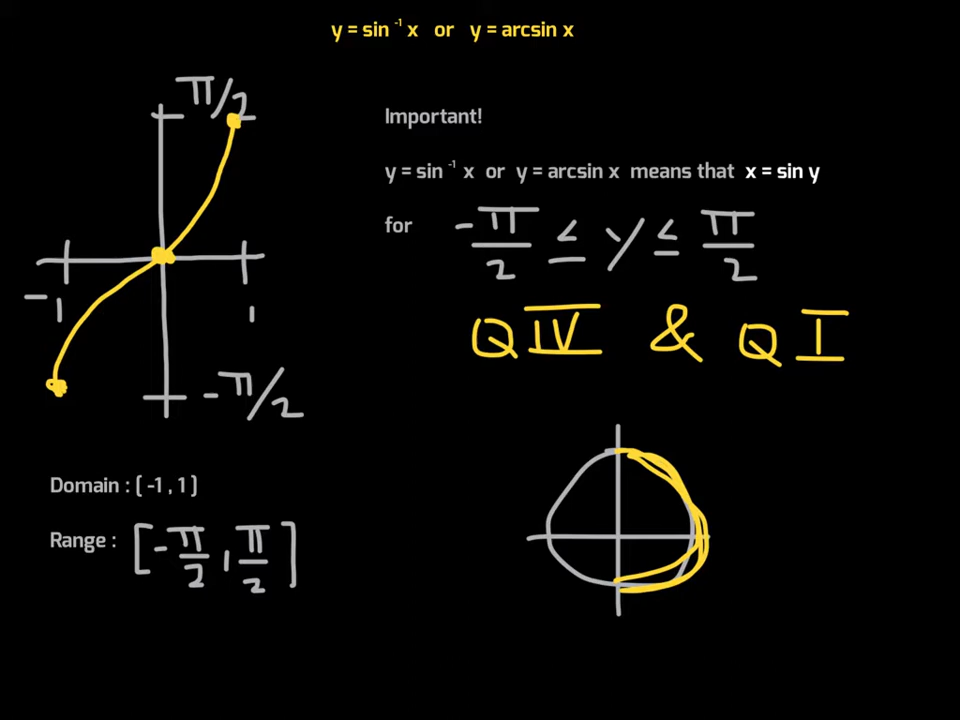 y = sin⁻¹ x or y = arcsin x
π/2
-1
1
-π/2
Important!
y = sin⁻¹ x or y = arcsin x means that x = sin y
for -π/2 ≤ y ≤ π/2
QIV & QI
Domain : [ -1 , 1 ]
Range : [-π/2, π/2]